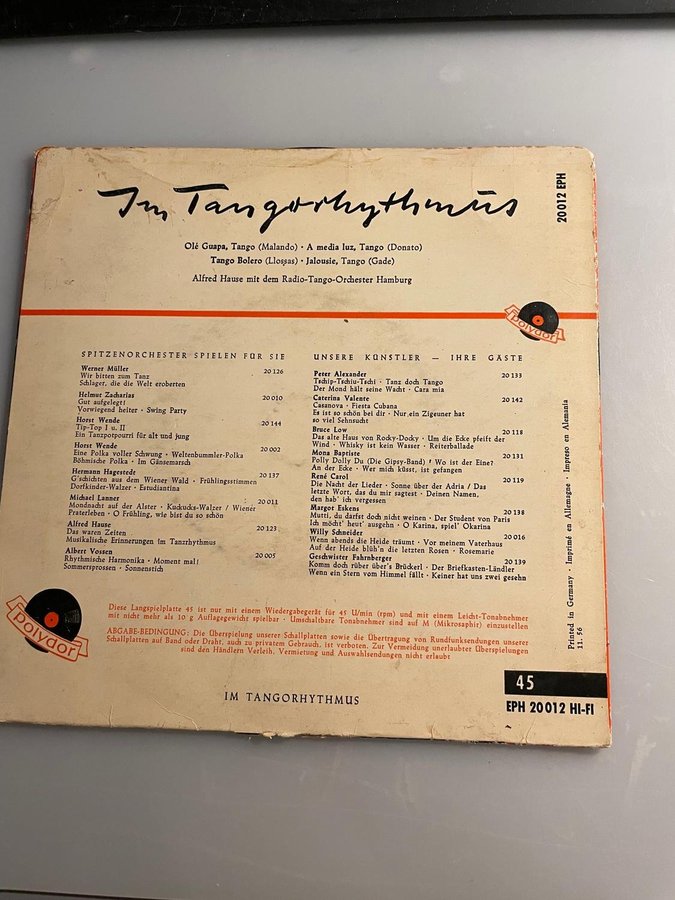 Im Tangorhythmus
20 012 EPH
Olé Guapa, Tango (Malando) · A media luz, Tango (Donato)
Tango Bolero (Llossas) · Jalousie, Tango (Gade)
Alfred Hause mit dem Radio-Tango-Orchester Hamburg
polydor
SPITZENORCHESTER SPIELEN FÜR SIE
Werner Müller 20 126
Wir bitten zum Tanz
Schlager, die die Welt eroberten
Helmut Zacharias 20 010
Gut aufgelegt!
Vorwiegend heiter · Swing Party
Horst Wende 20 144
Tip-Top I u. II
Ein Tanzpotpourri für alt und jung
Horst Wende 20 002
Eine Polka voller Schwung · Weltenbummler-Polka
Böhmische Polka · Im Gänsemarsch
Hermann Hagestedt 20 137
G'schichten aus dem Wiener Wald · Frühlingsstimmen
Dorfkinder-Walzer · Estudiantina
Michael Lanner 20 011
Mondnacht auf der Alster · Kuckucks-Walzer / Wiener
Praterleben · O Frühling, wie bist du so schön
Alfred Hause 20 123
Das waren Zeiten
Musikalische Erinnerungen im Tanzrhythmus
Albert Vossen 20 005
Rhythmische Harmonika · Moment mal!
Sommersprossen · Sonnenstich
UNSERE KÜNSTLER — IHRE GÄSTE
Peter Alexander 20 133
Tschip-Tschiu-Tschi · Tanz doch Tango
Der Mond hält seine Wacht · Cara mia
Caterina Valente 20 142
Casanova · Fiesta Cubana
Es ist so schön bei dir · Nur ein Zigeuner hat
so viel Sehnsucht
Bruce Low 20 118
Das alte Haus von Rocky-Docky · Um die Ecke pfeift der
Wind · Whisky ist kein Wasser · Reiterballade
Mona Baptiste 20 131
Polly Dolly Du (Die Gipsy-Band) · Wo ist der Eine?
An der Ecke · Wer mich küsst, ist gefangen
René Carol 20 119
Die Nacht der Lieder · Sonne über der Adria / Das
letzte Wort, das du mir sagtest · Deinen Namen,
den hab' ich vergessen
Margot Eskens 20 138
Mutti, du darfst doch nicht weinen · Der Student von Paris
Ich möcht' heut' ausgehn · O Karina, spiel' Okarina
Willy Schneider 20 016
Wenn abends die Heide träumt · Vor meinem Vaterhaus
Auf der Heide blüh'n die letzten Rosen · Rosemarie
Geschwister Fahrnberger 20 139
Komm doch rüber über's Brückerl · Der Briefkasten-Ländler
Wenn ein Stern vom Himmel fällt · Keiner hat uns zwei gesehn
Printed in Germany · Imprimé en Allemagne · Impreso en Alemania
11. 56
polydor
Diese Langspielplatte 45 ist nur mit einem Wiedergabegerät für 45 U/min (rpm) und mit einem Leicht-Tonabnehmer
mit nicht mehr als 10 g Auflagegewicht spielbar · Umschaltbare Tonabnehmer sind auf M (Mikrosaphir) einzustellen
ABGABE-BEDINGUNG: Die Überspielung unserer Schallplatten sowie die Übertragung von Rundfunksendungen unserer
Schallplatten auf Band oder Draht, auch zu privatem Gebrauch, ist verboten. Zur Vermeidung unerlaubter Überspielungen
sind den Händlern Verleih, Vermietung und Auswahlsendungen nicht erlaubt
45
IM TANGORHYTHMUS
EPH 20 012 HI-FI